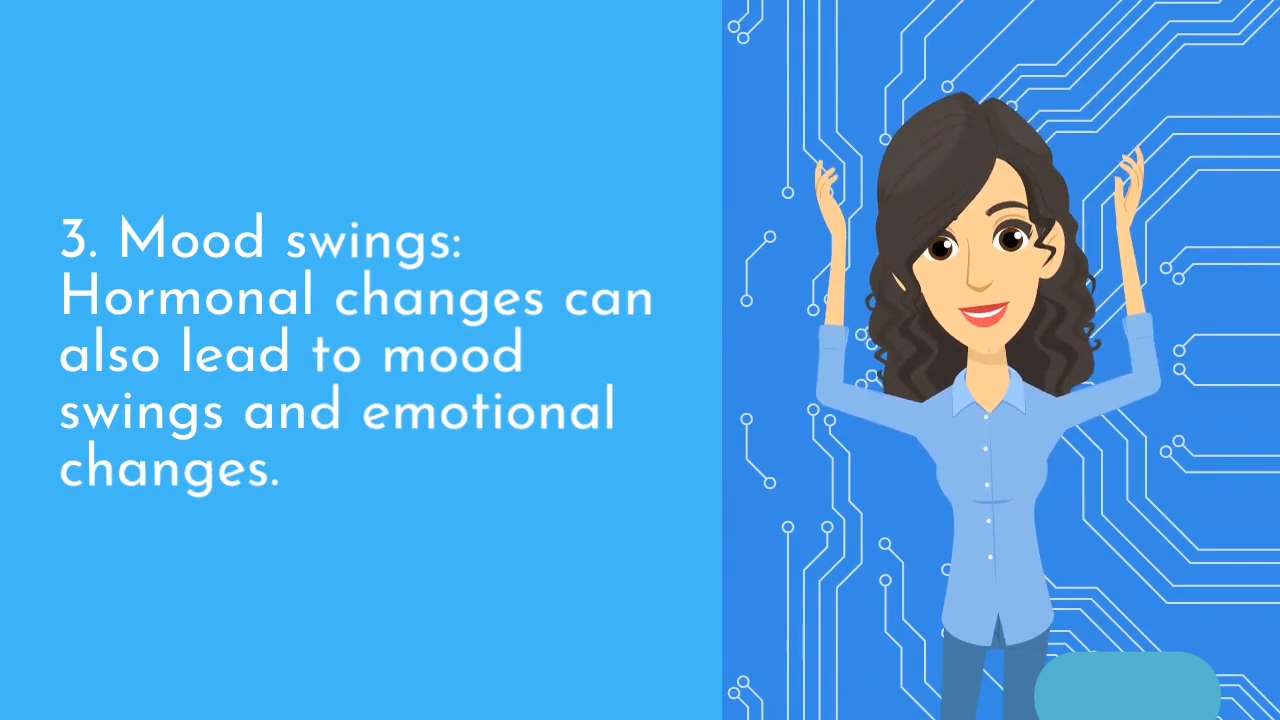 3. Mood swings:
Hormonal changes can
also lead to mood
swings and emotional
changes.